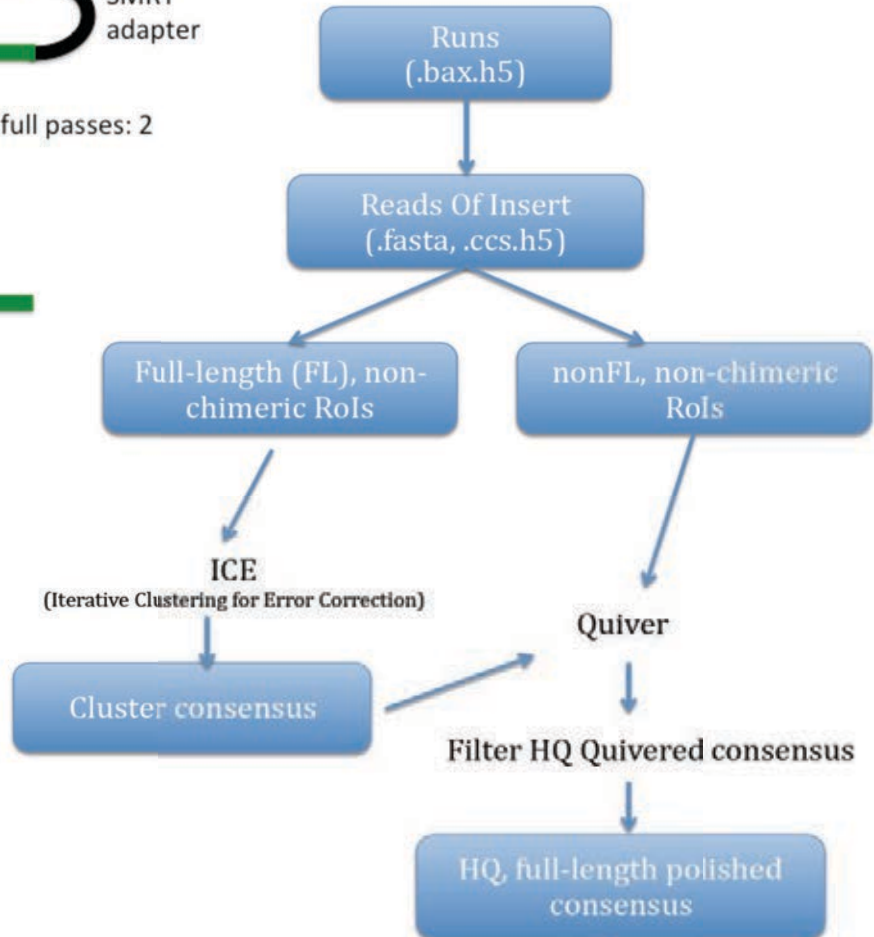 adapter
full passes: 2
Runs
(.bax.h5)
Reads Of Insert
(.fasta, .ccs.h5)
Full-length (FL), non-
chimeric RoIs
nonFL, non-chimeric
RoIs
ICE
(Iterative Clustering for Error Correction)
Quiver
Cluster consensus
Filter HQ Quivered consensus
HQ, full-length polished
consensus